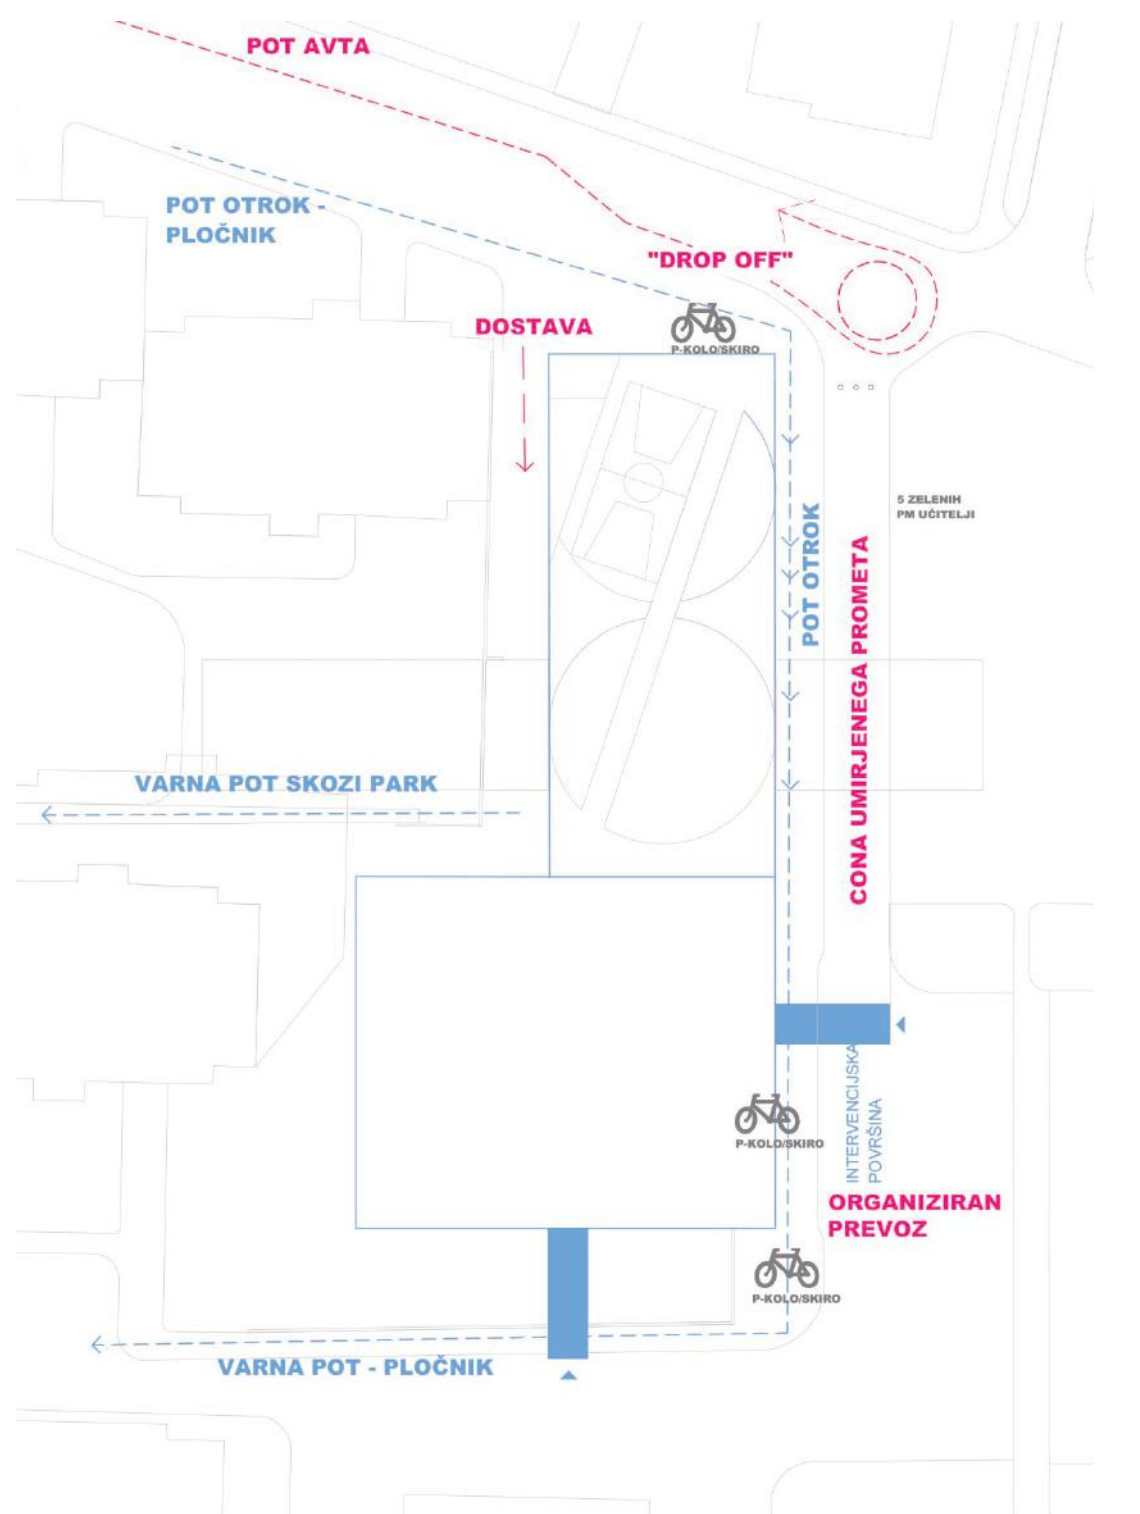 POT AVTA
POT OTROK -
PLOČNIK
"DROP OFF"
DOSTAVA
P-KOLO/SKIRO
5 ZELENIH
PM UČITELJI
POT OTROK
CONA UMIRJENEGA PROMETA
VARNA POT SKOZI PARK
INTERVENCIJSKA
POVRŠINA
P-KOLO/SKIRO
ORGANIZIRAN
PREVOZ
P-KOLO/SKIRO
VARNA POT - PLOČNIK